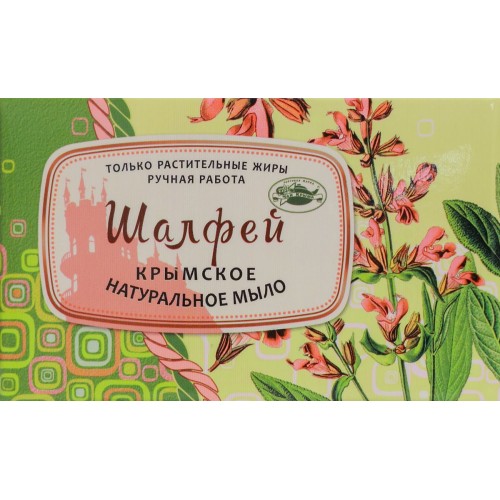 ТОЛЬКО РАСТИТЕЛЬНЫЕ ЖИРЫ
РУЧНАЯ РАБОТА
Шалфей
КРЫМСКОЕ
НАТУРАЛЬНОЕ МЫЛО